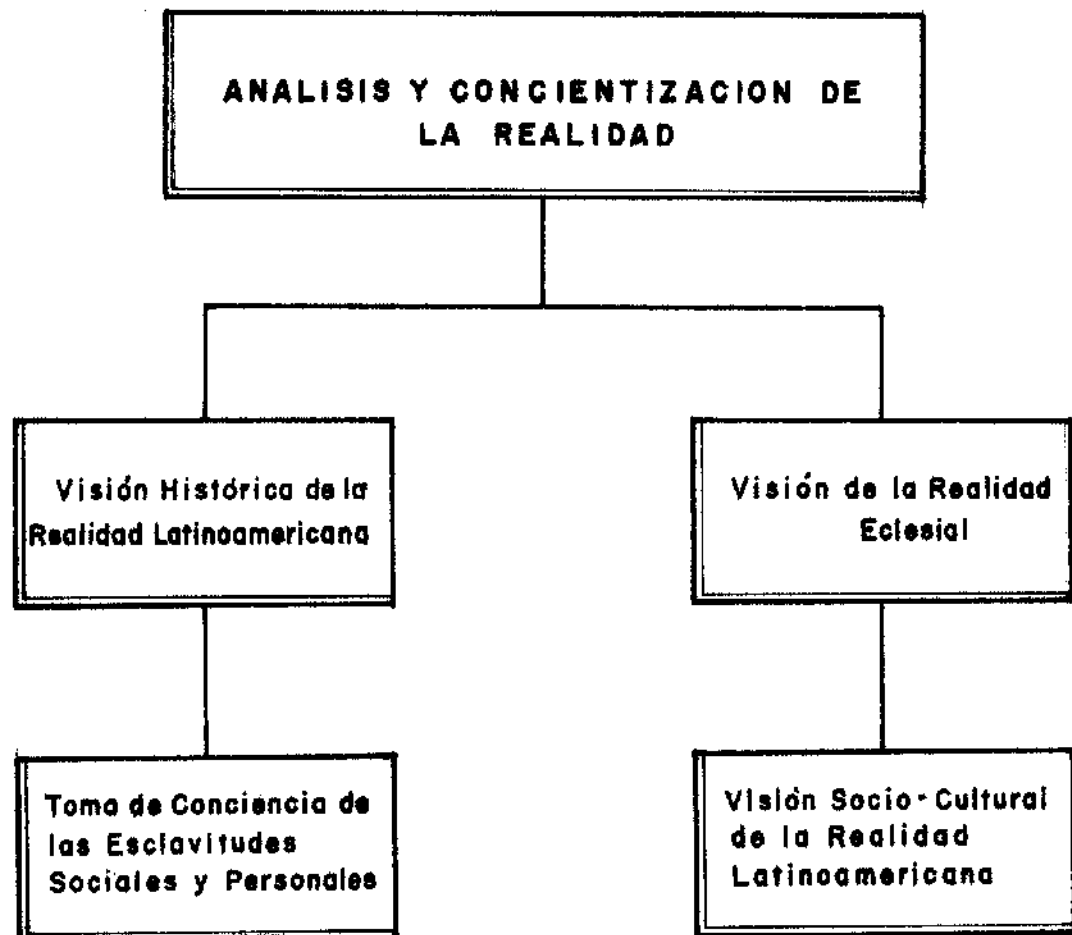 ANALISIS Y CONCIENTIZACION DE
LA REALIDAD
Visión Histórica de la
Realidad Latinoamericana
Visión de la Realidad
Eclesial
Toma de Conciencia de
las Esclavitudes
Sociales y Personales
Visión Socio-Cultural
de la Realidad
Latinoamericana